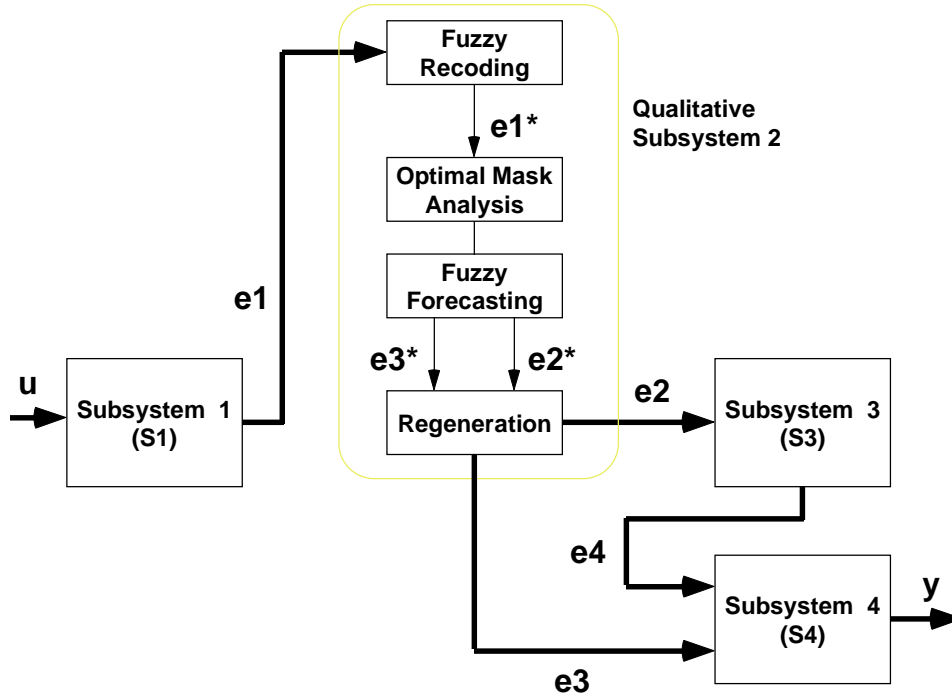 Fuzzy
Recoding
Qualitative
Subsystem 2
e1*
Optimal Mask
Analysis
Fuzzy
Forecasting
e1
e3*
e2*
u
Subsystem 1
(S1)
Regeneration
e2
Subsystem 3
(S3)
e4
Subsystem 4
(S4)
y
e3